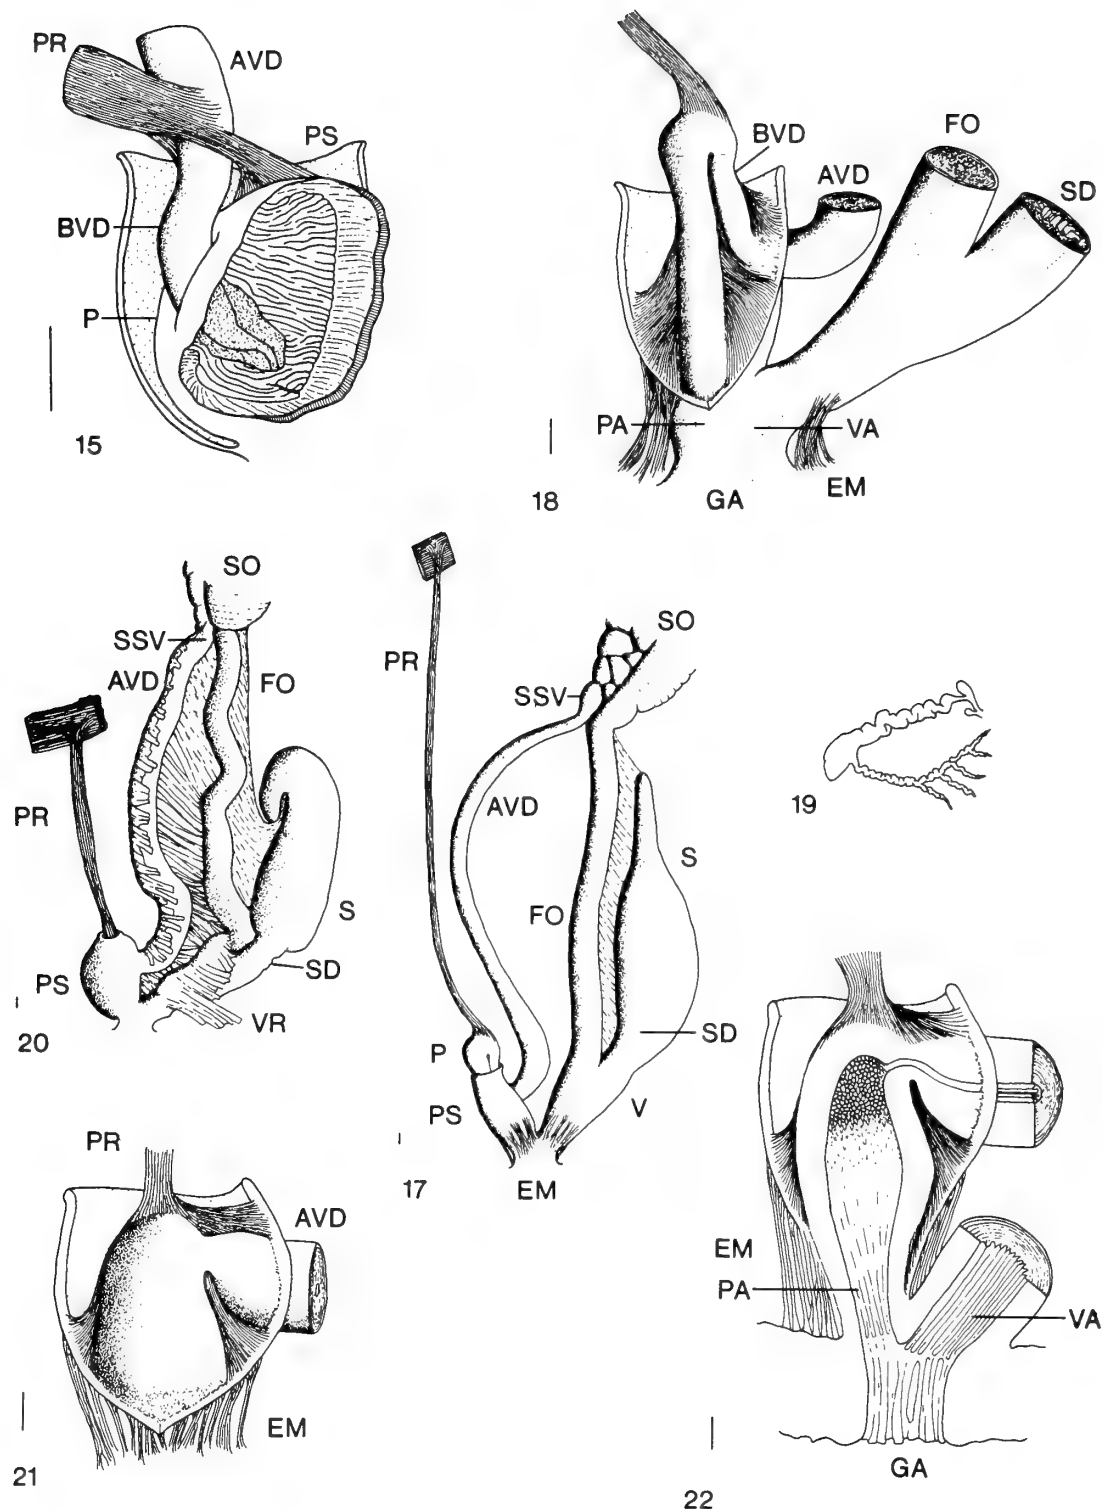 PR
AVD
PS
BVD
P
15
BVD
AVD
FO
SD
PA
VA
GA
EM
18
SO
SSV
AVD
FO
PR
S
PS
SD
VR
20
PR
SO
SSV
AVD
S
FO
SD
P
PS
V
17
EM
19
PR
AVD
EM
21
EM
PA
VA
GA
22